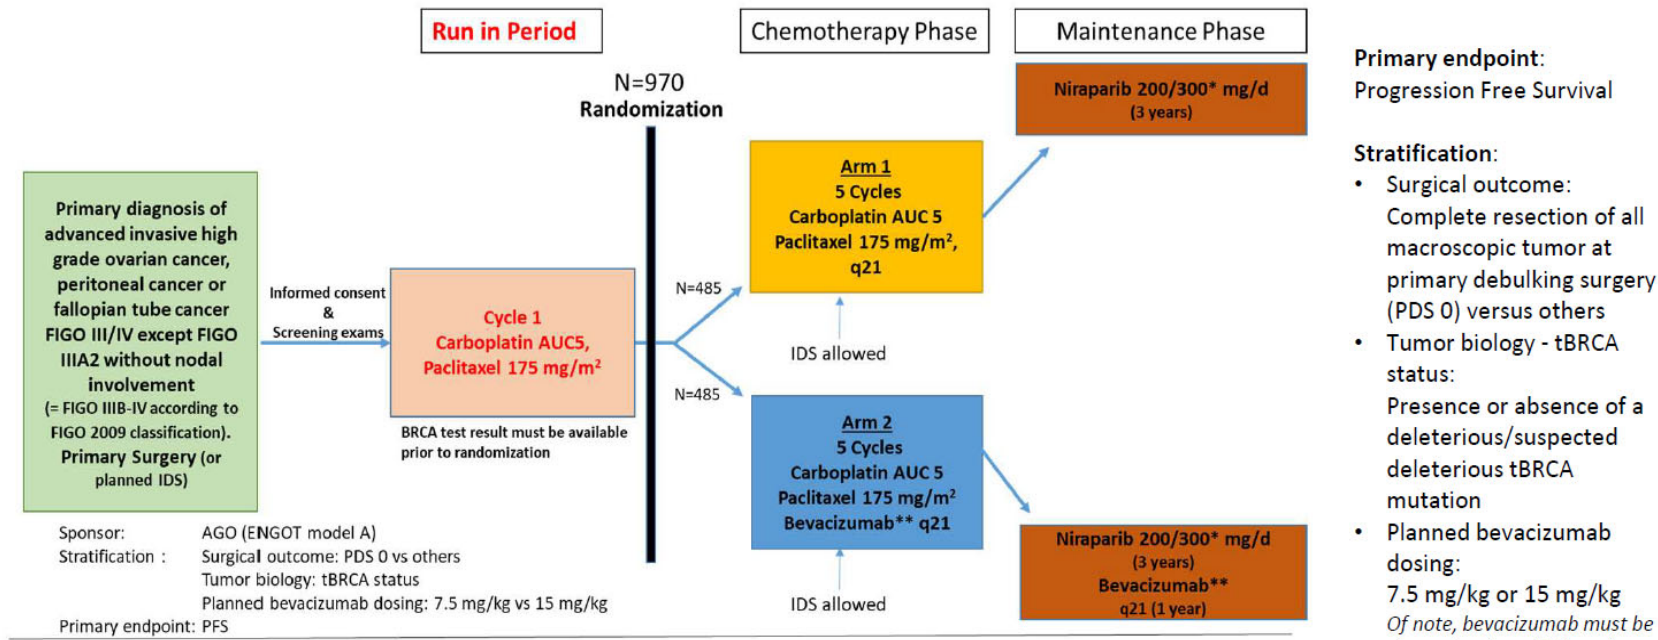 Run in Period
Chemotherapy Phase
Maintenance Phase
N=970
Randomization
Primary diagnosis of
advanced invasive high
grade ovarian cancer,
peritoneal cancer or
fallopian tube cancer
FIGO III/IV except FIGO
IIIA2 without nodal
involvement
(= FIGO IIIB-IV according to
FIGO 2009 classification).
Primary Surgery (or
planned IDS)
Informed consent
&
Screening exams
Cycle 1
Carboplatin AUC5,
Paclitaxel 175 mg/m²
BRCA test result must be available
prior to randomization
N=485
N=485
Arm 1
5 Cycles
Carboplatin AUC 5
Paclitaxel 175 mg/m²,
q21
IDS allowed
Arm 2
5 Cycles
Carboplatin AUC 5
Paclitaxel 175 mg/m²
Bevacizumab** q21
IDS allowed
Niraparib 200/300* mg/d
(3 years)
Niraparib 200/300* mg/d
(3 years)
Bevacizumab**
q21 (1 year)
Sponsor: AGO (ENGOT model A)
Stratification : Surgical outcome: PDS 0 vs others
Tumor biology: tBRCA status
Planned bevacizumab dosing: 7.5 mg/kg vs 15 mg/kg
Primary endpoint: PFS
Primary endpoint:
Progression Free Survival
Stratification:
• Surgical outcome:
Complete resection of all
macroscopic tumor at
primary debulking surgery
(PDS 0) versus others
• Tumor biology - tBRCA
status:
Presence or absence of a
deleterious/suspected
deleterious tBRCA
mutation
• Planned bevacizumab
dosing:
7.5 mg/kg or 15 mg/kg
Of note, bevacizumab must be